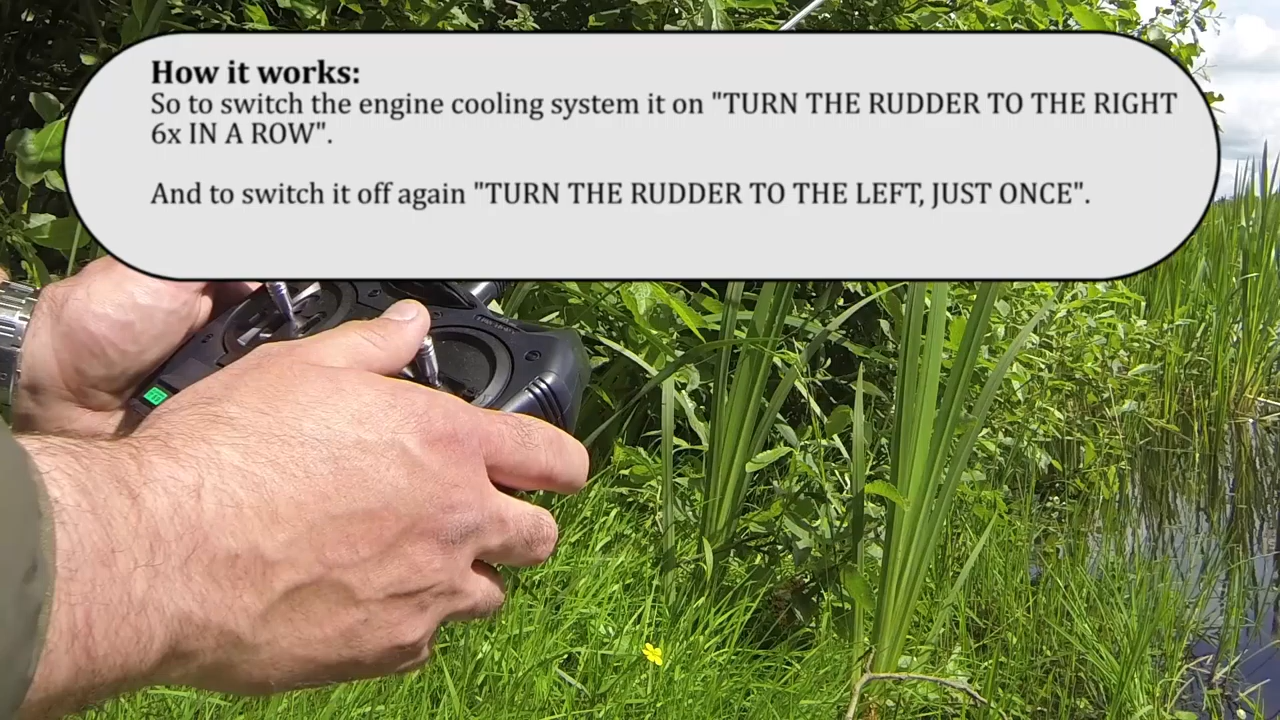 How it works:
So to switch the engine cooling system it on "TURN THE RUDDER TO THE RIGHT
6x IN A ROW".
And to switch it off again "TURN THE RUDDER TO THE LEFT, JUST ONCE".